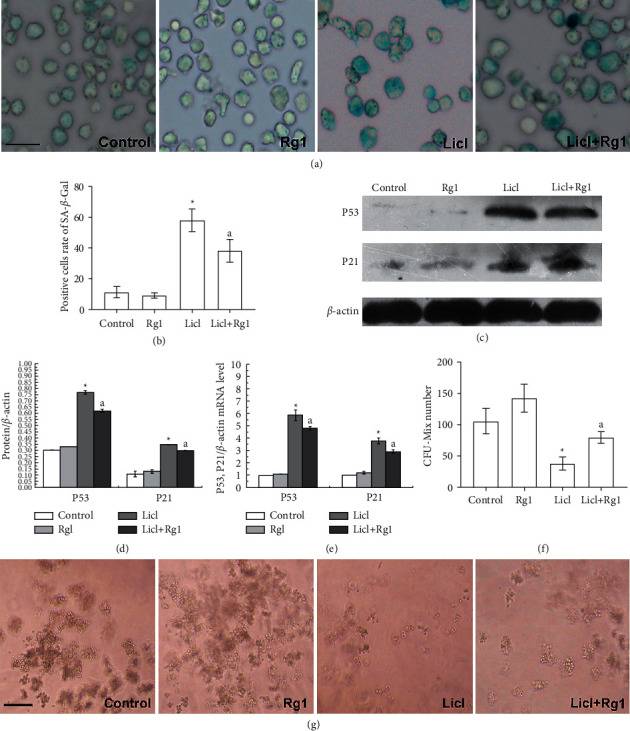 Control Rg1 Licl Licl+Rg1
(a)
Positive cells rate of SA-β-Gal
80
60
40
20
0
*
a
Control Rg1 Licl Licl+Rg1
(b)
Control Rg1 Licl Licl+Rg1
P53
P21
β-actin
(c)
Protein/β-actin
1.00
0.95
0.90
0.85
0.80
0.75
0.70
0.65
0.60
0.55
0.50
0.45
0.40
0.35
0.30
0.25
0.20
0.15
0.10
0.05
0.00
*
a
*
a
P53 P21
Control Licl
Rgl Licl+Rg1
(d)
P53, P21/β-actin mRNA level
10
9
8
7
6
5
4
3
2
1
0
*
a
*
a
P53 P21
Control Licl
Rgl Licl+Rg1
(e)
CFU-Mix number
200
150
100
50
0
*
a
Control Rg1 Licl Licl+Rg1
(f)
Control Rg1 Licl Licl+Rg1
(g)